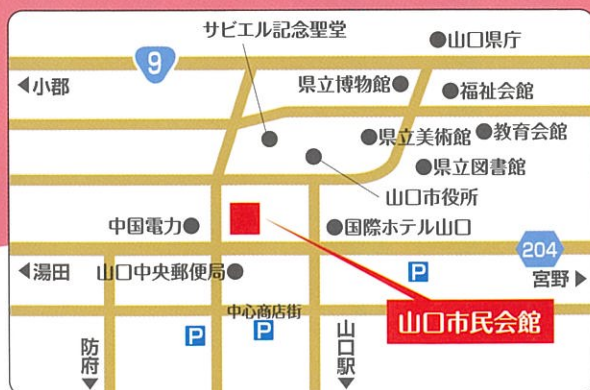 サビエル記念聖堂
山口県庁
9
小郡
県立博物館
福祉会館
県立美術館
教育会館
県立図書館
山口市役所
中国電力
国際ホテル山口
204
湯田
山口中央郵便局
P
宮野
中心商店街
P
P
山口市民会館
防府
山口駅